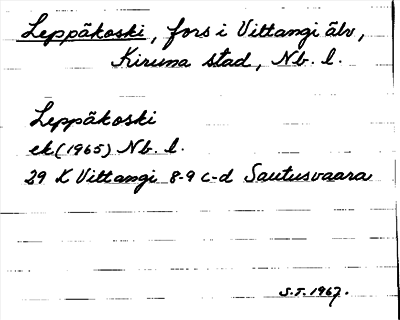 Leppäkoski, fors i Vittangi älv,
Kiruna stad, Nb. l.
Leppäkoski
ek (1965) Nb. l.
29 K Vittangi 8-9 c-d Sautusvaara
S.J. 1967.